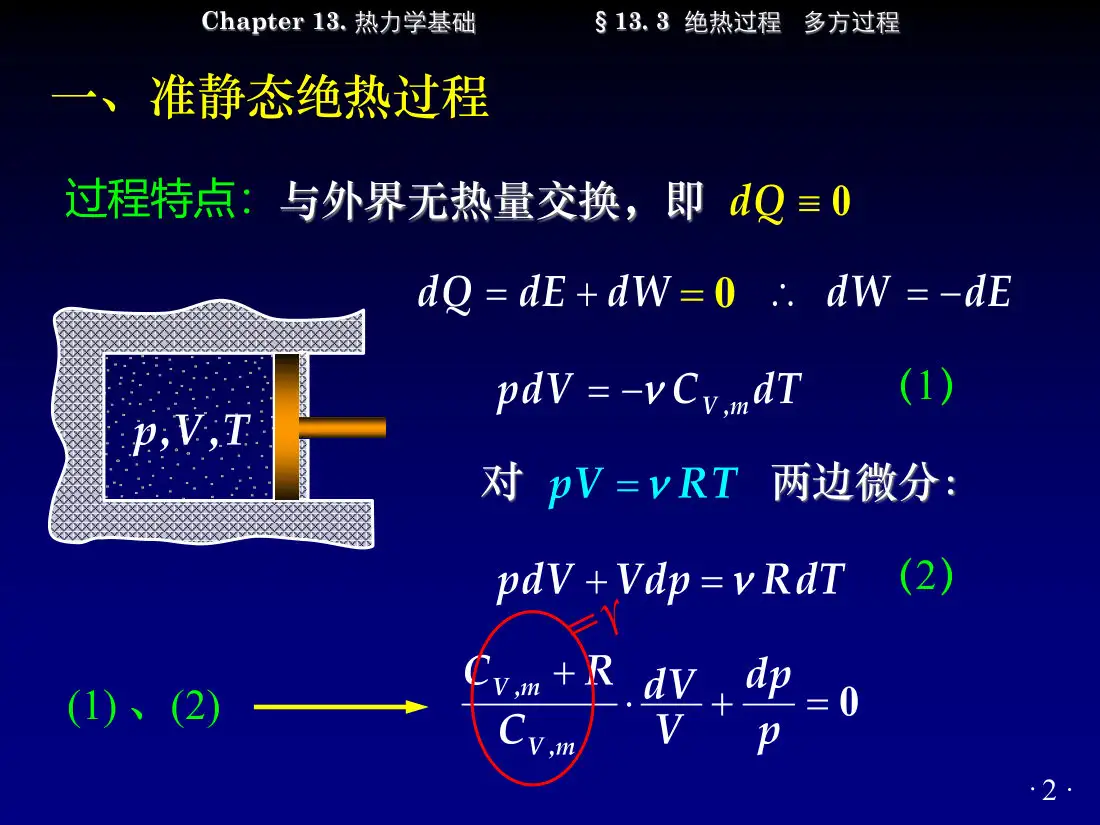 Chapter 13. 热力学基础 §13. 3 绝热过程 多方过程
一、准静态绝热过程
过程特点：与外界无热量交换，即 dQ ≡ 0
dQ = dE + dW = 0 ∴ dW = −dE
pdV = −ν C_{V,m} dT (1)
p,V,T
对 pV = ν RT 两边微分：
pdV + Vdp = ν RdT (2)
= γ
(1) 、(2) \frac{C_{V,m} + R}{C_{V,m}} · \frac{dV}{V} + \frac{dp}{p} = 0
· 2 ·